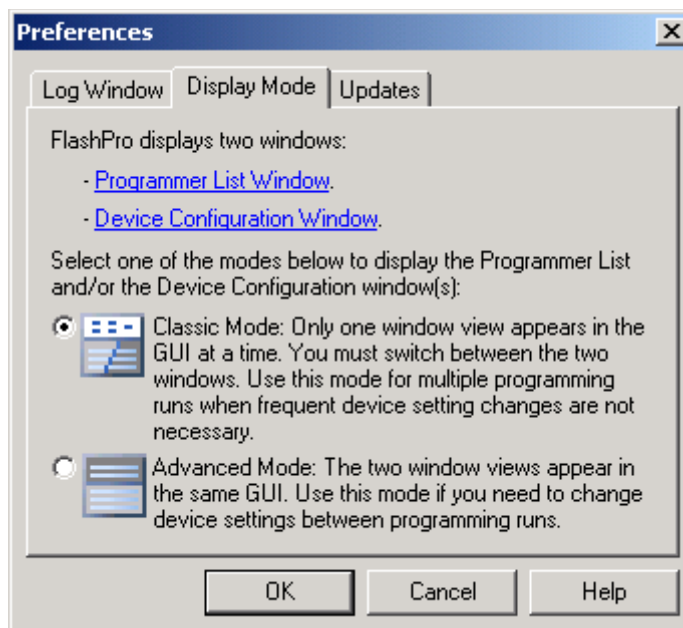 Preferences
Log Window Display Mode Updates
FlashPro displays two windows:
- Programmer List Window.
- Device Configuration Window.
Select one of the modes below to display the Programmer List
and/or the Device Configuration window(s):
Classic Mode: Only one window view appears in the
GUI at a time. You must switch between the two
windows. Use this mode for multiple programming
runs when frequent device setting changes are not
necessary.
Advanced Mode: The two window views appear in
the same GUI. Use this mode if you need to change
device settings between programming runs.
OK Cancel Help